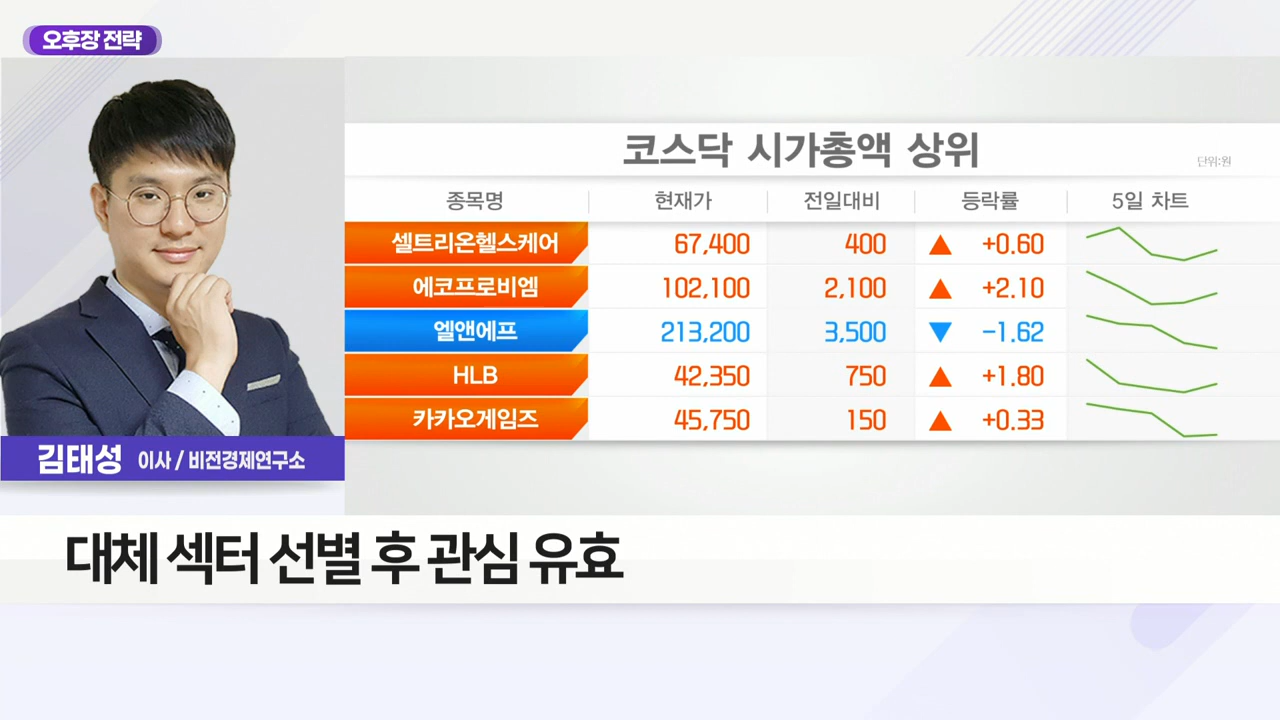 오후장 전략
코스닥 시가총액 상위
단위:원
종목명 현재가 전일대비 등락률 5일 차트
셀트리온헬스케어 67,400 400 ▲ +0.60
에코프로비엠 102,100 2,100 ▲ +2.10
엘앤에프 213,200 3,500 ▼ -1.62
HLB 42,350 750 ▲ +1.80
카카오게임즈 45,750 150 ▲ +0.33
김태성 이사 / 비전경제연구소
대체 섹터 선별 후 관심 유효